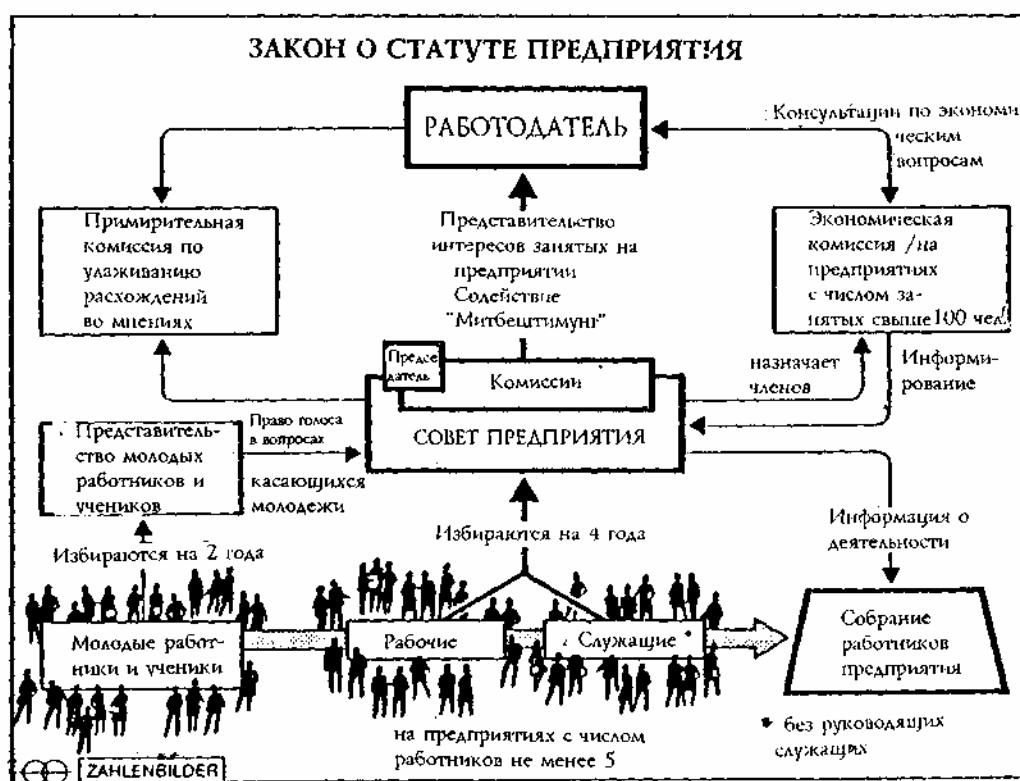 ЗАКОН О СТАТУТЕ ПРЕДПРИЯТИЯ
РАБОТОДАТЕЛЬ
Консультации по экономи
ческим
вопросам
Примирительная
комиссия по
улаживанию
расхождений
во мнениях
Представительство
интересов занятых на
предприятии
Содействие
"Митбештимунг"
Экономическая
комиссия /на
предприятиях
с числом за-
нятых свыше 100 чел/
Предсе
датель
Комиссии
СОВЕТ ПРЕДПРИЯТИЯ
назначает
членов
Информи-
рование
Представитель-
ство молодых
работников и
учеников
Право голоса
в вопросах
касающихся
молодежи
Избираются на 2 года
Избираются на 4 года
Информация о
деятельности
Молодые работ-
ники и ученики
Рабочие
Служащие *
Собрание
работников
предприятия
на предприятиях с числом
работников не менее 5
* без руководящих
служащих
ZAHLENBILDER